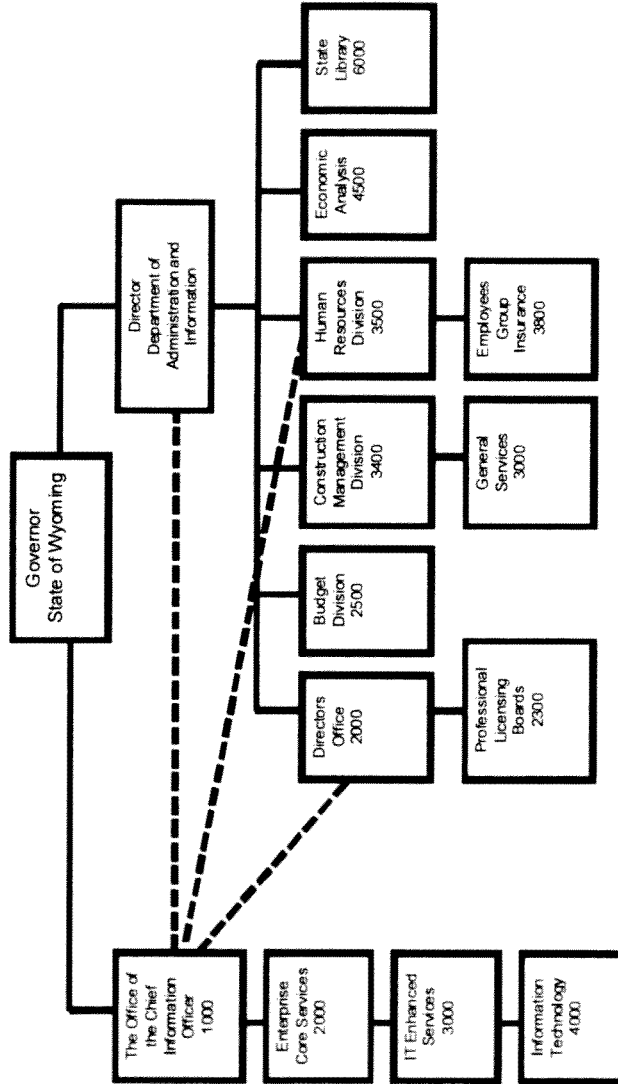 Governor
State of Wyoming
The Office of
the Chief
Information
Officer
1000
Director
Department of
Administration and
Information
Enterprise
Core Services
2000
IT Enhanced
Services
3000
Information
Technology
4000
Directors
Office
2000
Budget
Division
2500
Construction
Management
Division
3400
Human
Resources
Division
3500
Economic
Analysis
4500
State
Library
6000
Professional
Licensing
Boards
2300
General
Services
3000
Employees
Group
Insurance
3800